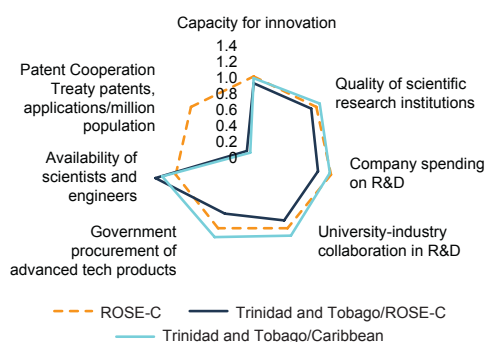 Capacity for innovation
1.4
1.2
1.0
0.8
0.6
0.4
0.2
0
Quality of scientific
research institutions
Company spending
on R&D
University-industry
collaboration in R&D
Government
procurement of
advanced tech products
Availability of
scientists and
engineers
Patent Cooperation
Treaty patents,
applications/million
population
ROSE-C
Trinidad and Tobago/ROSE-C
Trinidad and Tobago/Caribbean